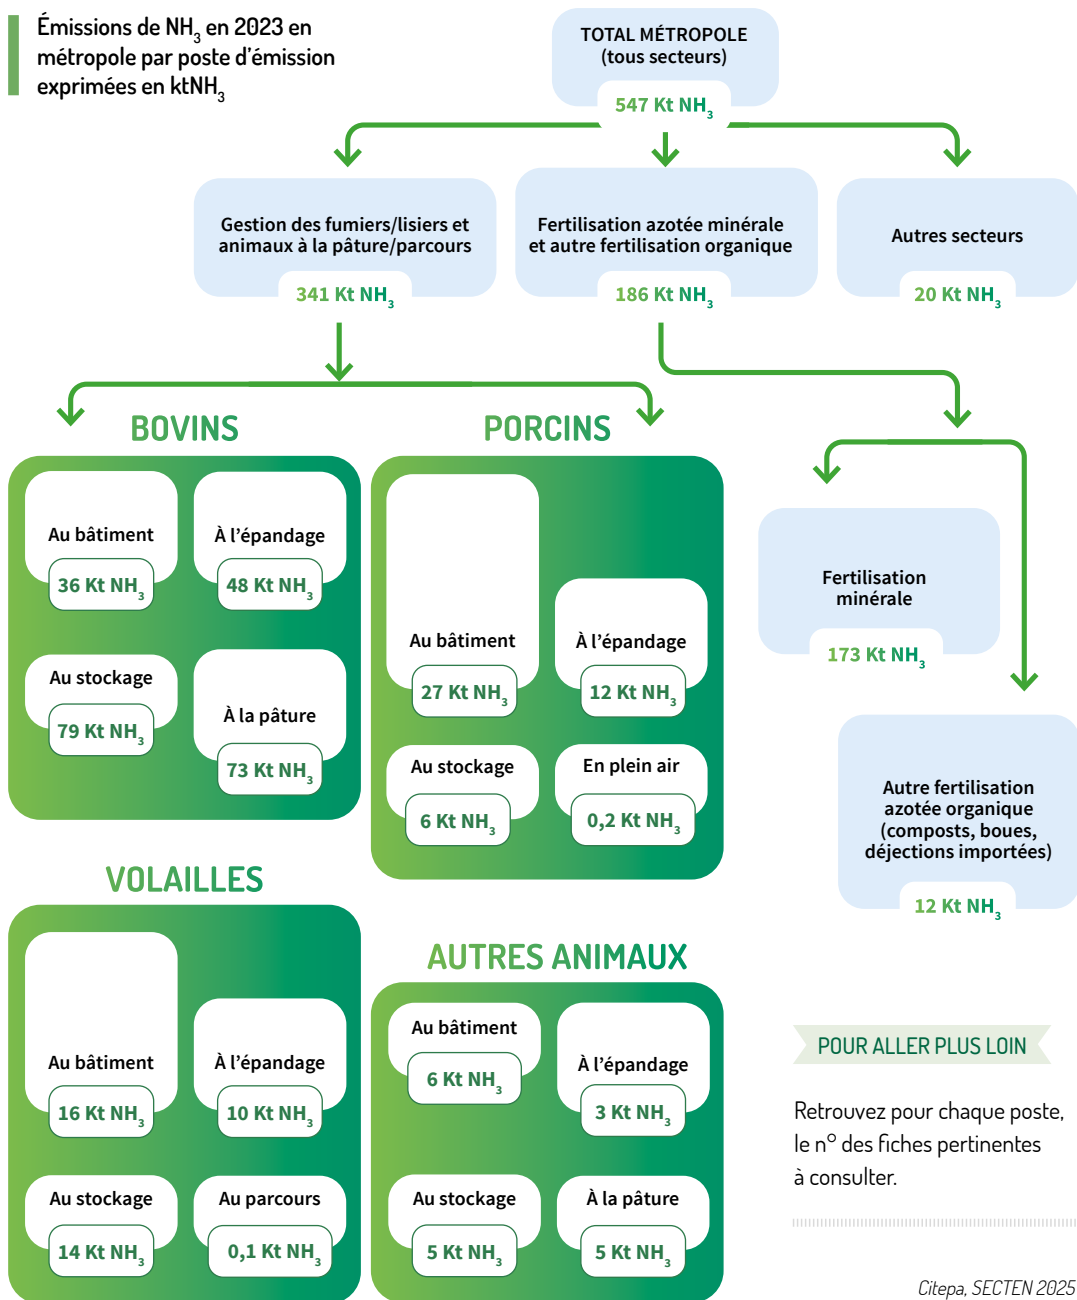 Émissions de NH₃ en 2023 en
métropole par poste d’émission
exprimées en ktNH₃
TOTAL MÉTROPOLE
(tous secteurs)
547 Kt NH₃
Gestion des fumiers/lisiers et
animaux à la pâture/parcours
341 Kt NH₃
Fertilisation azotée minérale
et autre fertilisation organique
186 Kt NH₃
Autres secteurs
20 Kt NH₃
BOVINS
Au bâtiment
36 Kt NH₃
À l’épandage
48 Kt NH₃
Au stockage
79 Kt NH₃
À la pâture
73 Kt NH₃
PORCINS
Au bâtiment
27 Kt NH₃
À l’épandage
12 Kt NH₃
Au stockage
6 Kt NH₃
En plein air
0,2 Kt NH₃
Fertilisation
minérale
173 Kt NH₃
Autre fertilisation
azotée organique
(composts, boues,
déjections importées)
12 Kt NH₃
VOLAILLES
Au bâtiment
16 Kt NH₃
À l’épandage
10 Kt NH₃
Au stockage
14 Kt NH₃
Au parcours
0,1 Kt NH₃
AUTRES ANIMAUX
Au bâtiment
6 Kt NH₃
À l’épandage
3 Kt NH₃
Au stockage
5 Kt NH₃
À la pâture
5 Kt NH₃
POUR ALLER PLUS LOIN
Retrouvez pour chaque poste,
le n° des fiches pertinentes
à consulter.
Citepa, SECTEN 2025